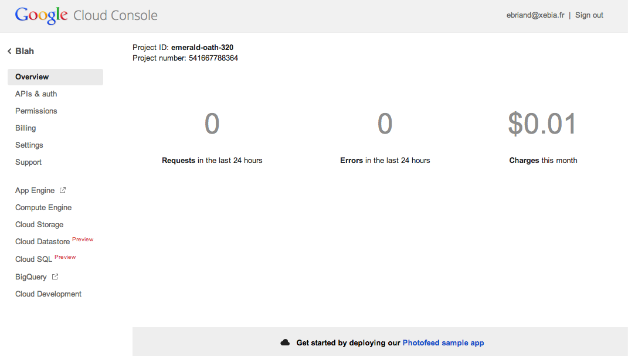 Google Cloud Console
ebriand@xebia.fr | Sign out
< Blah
Project ID: emerald-oath-320
Project number: 541667788364
Overview
APIs & auth
Permissions
Billing
Settings
Support
App Engine
Compute Engine
Cloud Storage
Cloud Datastore Preview
Cloud SQL Preview
BigQuery
Cloud Development
0
Requests in the last 24 hours
0
Errors in the last 24 hours
$0.01
Charges this month
Get started by deploying our Photofeed sample app